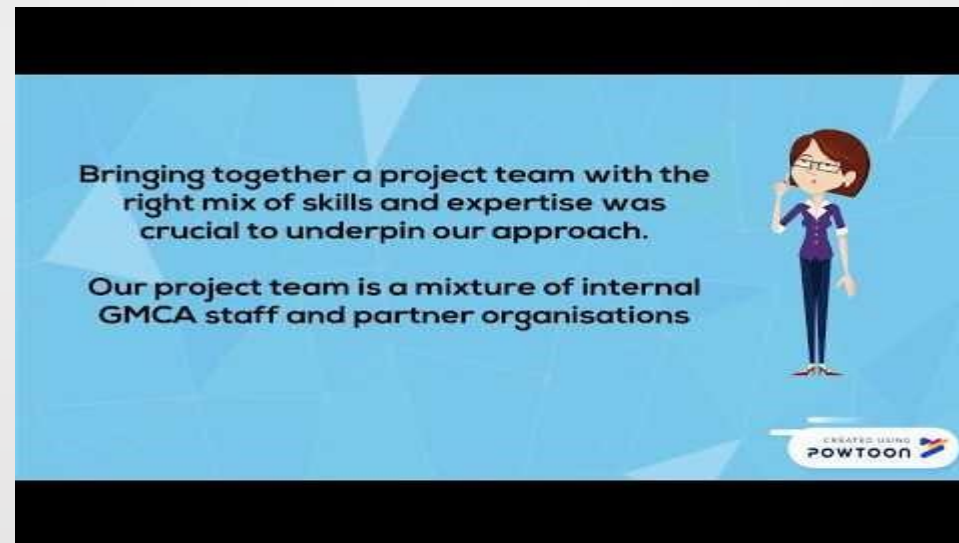 Bringing together a project team with the
right mix of skills and expertise was
crucial to underpin our approach.
Our project team is a mixture of internal
GMCA staff and partner organisations
CREATED USING
POWTOON